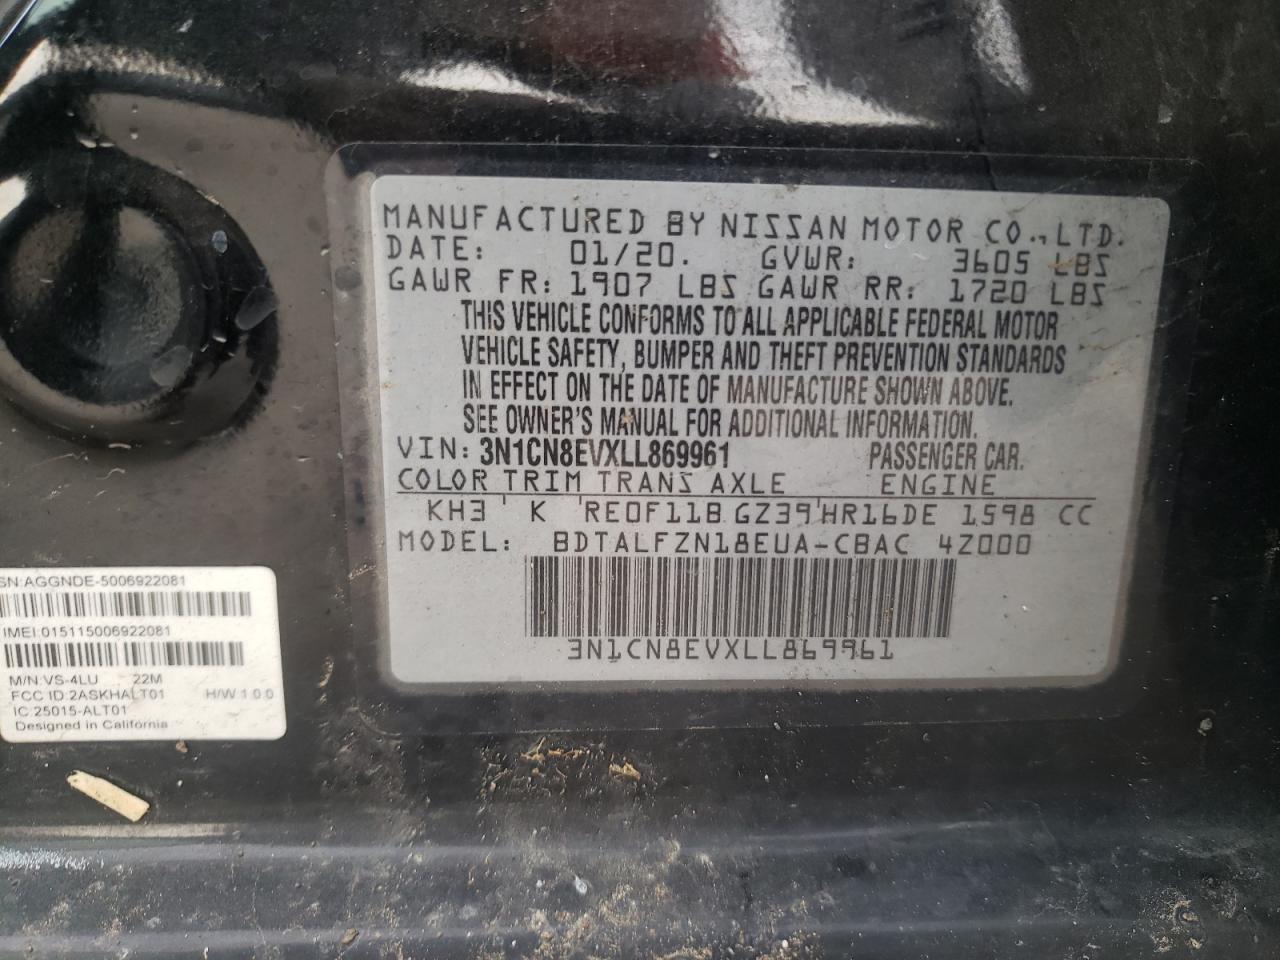 MANUFACTURED BY NISSAN MOTOR CO., LTD.
DATE: 01/20. GVWR: 3605 LBS
GAWR FR: 1907 LBS GAWR RR: 1720 LBS
THIS VEHICLE CONFORMS TO ALL APPLICABLE FEDERAL MOTOR
VEHICLE SAFETY, BUMPER AND THEFT PREVENTION STANDARDS
IN EFFECT ON THE DATE OF MANUFACTURE SHOWN ABOVE.
SEE OWNER'S MANUAL FOR ADDITIONAL INFORMATION.
VIN: 3N1CN8EVXLL869961 PASSENGER CAR.
COLOR TRIM TRANS AXLE ENGINE
KH3 K RE0F11B GZ39 HR16DE 1598 CC
MODEL: BDTALFZN18EUA-CBAC 4Z000
3N1CN8EVXLL869961
SN:AGGNDE-5006922081
IMEI:015115006922081
M/N:VS-4LU 22M
FCC ID:2ASKHALT01 H/W 1.0.0
IC:25015-ALT01
Designed in California